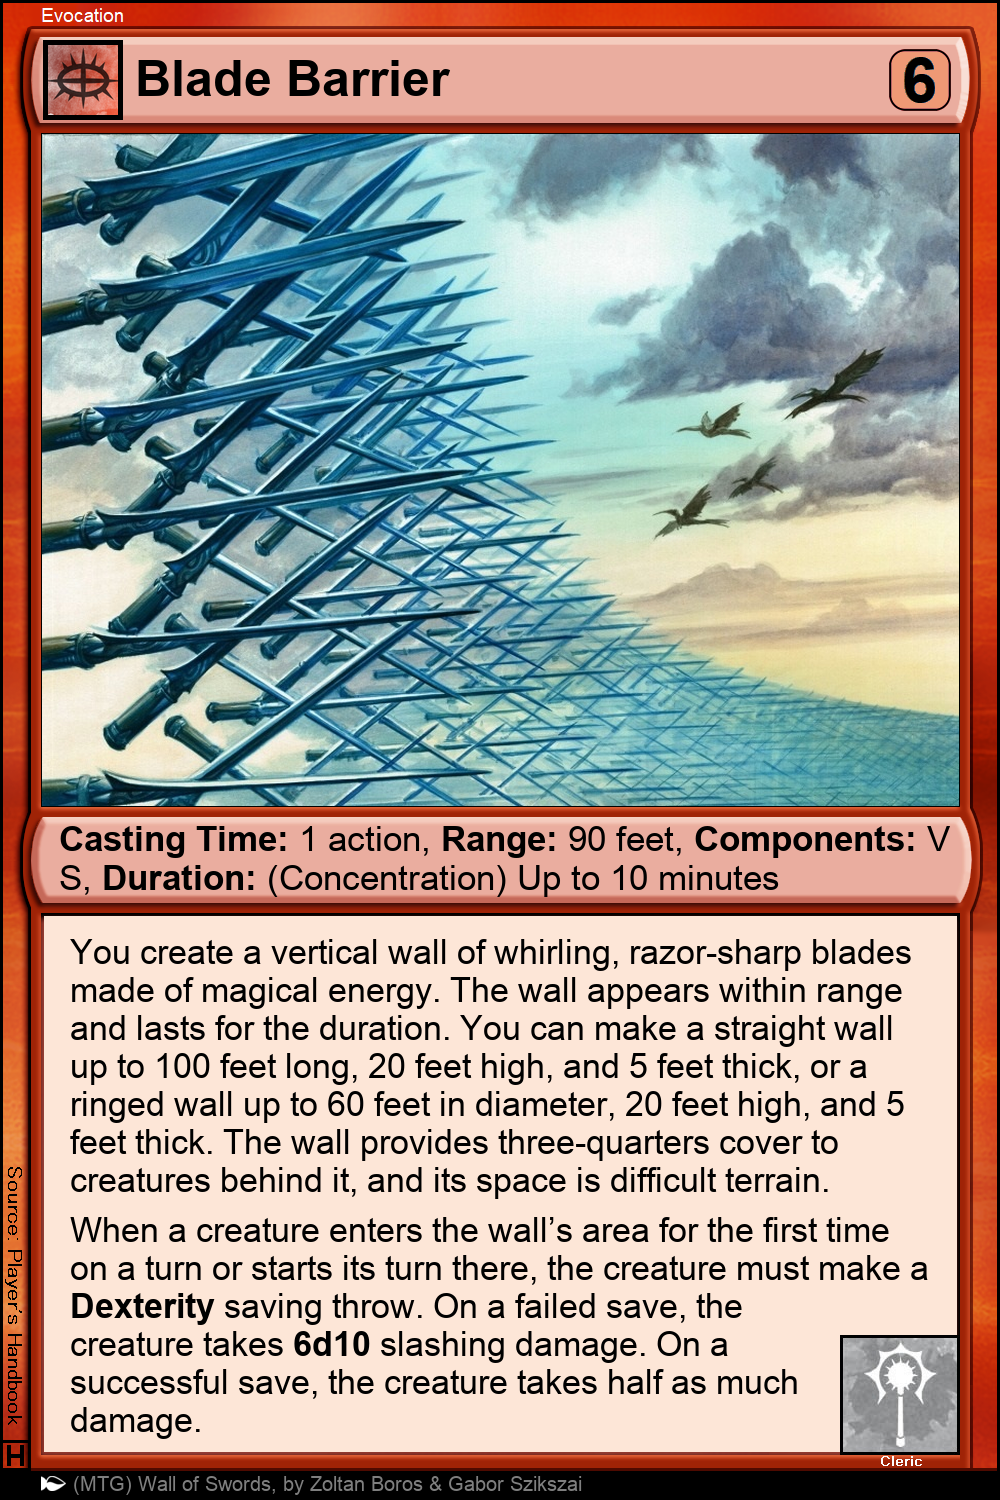 Evocation
Blade Barrier
6
Casting Time: 1 action, Range: 90 feet, Components: V
S, Duration: (Concentration) Up to 10 minutes
You create a vertical wall of whirling, razor-sharp blades
made of magical energy. The wall appears within range
and lasts for the duration. You can make a straight wall
up to 100 feet long, 20 feet high, and 5 feet thick, or a
ringed wall up to 60 feet in diameter, 20 feet high, and 5
feet thick. The wall provides three-quarters cover to
creatures behind it, and its space is difficult terrain.
When a creature enters the wall’s area for the first time
on a turn or starts its turn there, the creature must make a
Dexterity saving throw. On a failed save, the
creature takes 6d10 slashing damage. On a
successful save, the creature takes half as much
damage.
Cleric
Source: Player's Handbook
H
(MTG) Wall of Swords, by Zoltan Boros & Gabor Szikszai